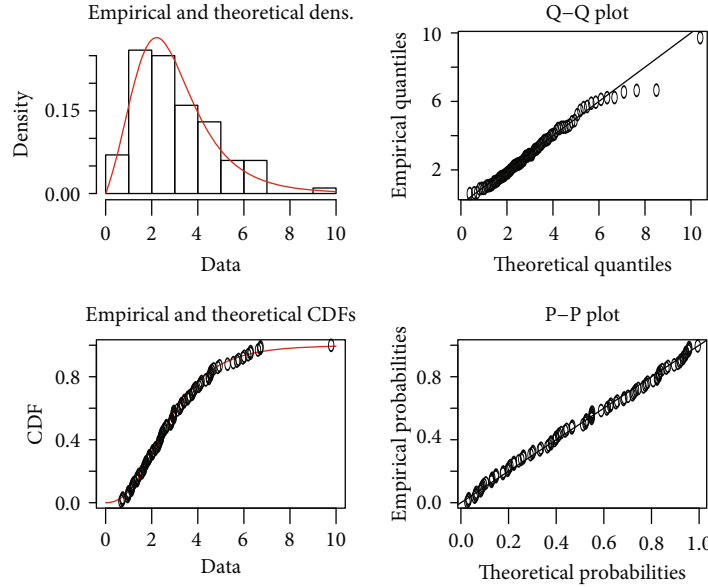 Empirical and theoretical dens.
Density
0.15
0.00
0 2 4 6 8 10
Data
Q–Q plot
Empirical quantiles
10
6
2
0 2 4 6 8 10
Theoretical quantiles
Empirical and theoretical CDFs
CDF
0.8
0.4
0.0
0 2 4 6 8 10
Data
P–P plot
Empirical probabilities
0.8
0.4
0.0
0.0 0.2 0.4 0.6 0.8 1.0
Theoretical probabilities